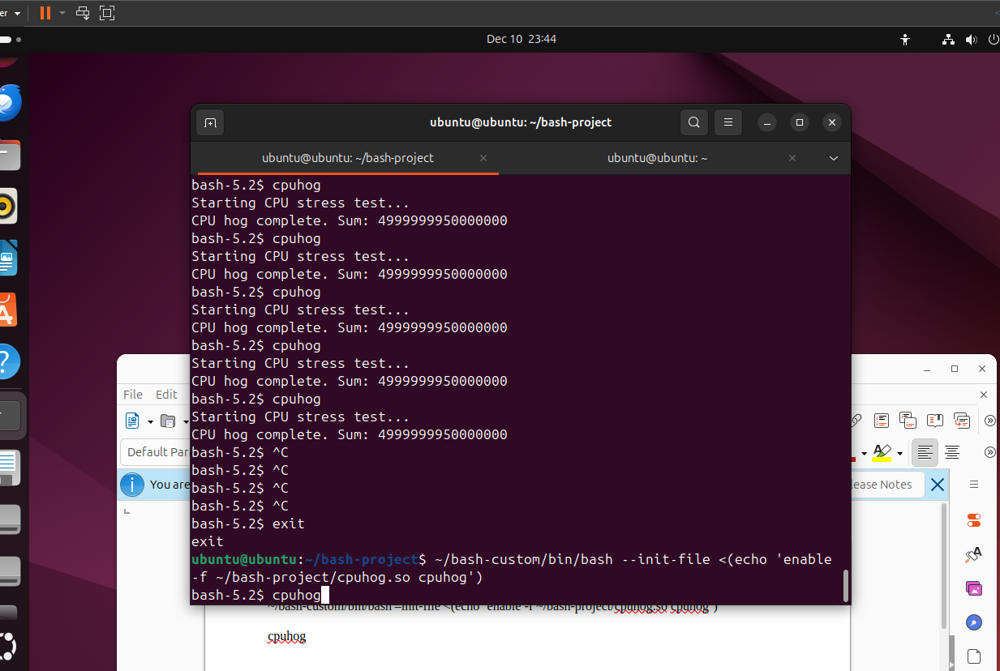 er
Dec 10 23:44
ubuntu@ubuntu: ~/bash-project
ubuntu@ubuntu: ~/bash-project
ubuntu@ubuntu: ~
bash-5.2$ cpuhog
Starting CPU stress test...
CPU hog complete. Sum: 4999999950000000
bash-5.2$ cpuhog
Starting CPU stress test...
CPU hog complete. Sum: 4999999950000000
bash-5.2$ cpuhog
Starting CPU stress test...
CPU hog complete. Sum: 4999999950000000
bash-5.2$ cpuhog
Starting CPU stress test...
CPU hog complete. Sum: 4999999950000000
bash-5.2$ cpuhog
Starting CPU stress test...
CPU hog complete. Sum: 4999999950000000
bash-5.2$ ^C
bash-5.2$ ^C
bash-5.2$ ^C
bash-5.2$ ^C
bash-5.2$ exit
exit
ubuntu@ubuntu:~/bash-project$ ~/bash-custom/bin/bash --init-file <(echo 'enable
-f ~/bash-project/cpuhog.so cpuhog')
bash-5.2$ cpuhog
File Edit
Default Par
You are
lease Notes
~/bash-custom/bin/bash –init-file <(echo 'enable -f ~/bash-project/cpuhog.so cpuhog')
cpuhog